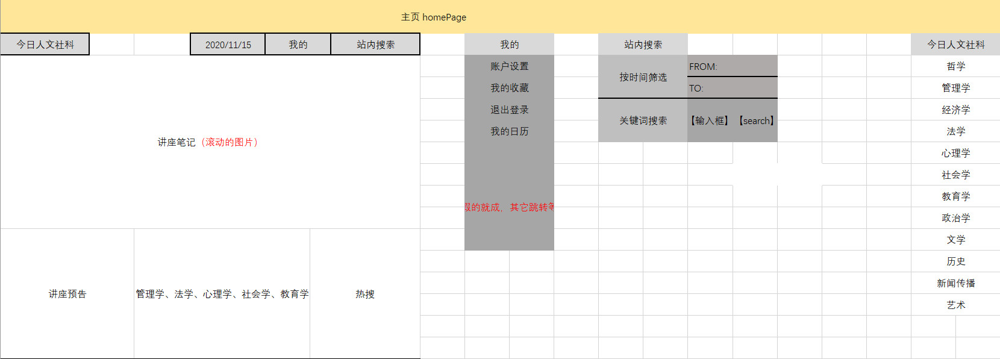 主页 homePage
今日人文社科 2020/11/15 我的 站内搜索
讲座笔记（滚动的图片）
讲座预告 管理学、法学、心理学、社会学、教育学 热搜
我的
账户设置
我的收藏
退出登录
我的日历
的就成，其它跳转
站内搜索
按时间筛选
FROM:
TO:
关键词搜索
【输入框】【search】
今日人文社科
哲学
管理学
经济学
法学
心理学
社会学
教育学
政治学
文学
历史
新闻传播
艺术